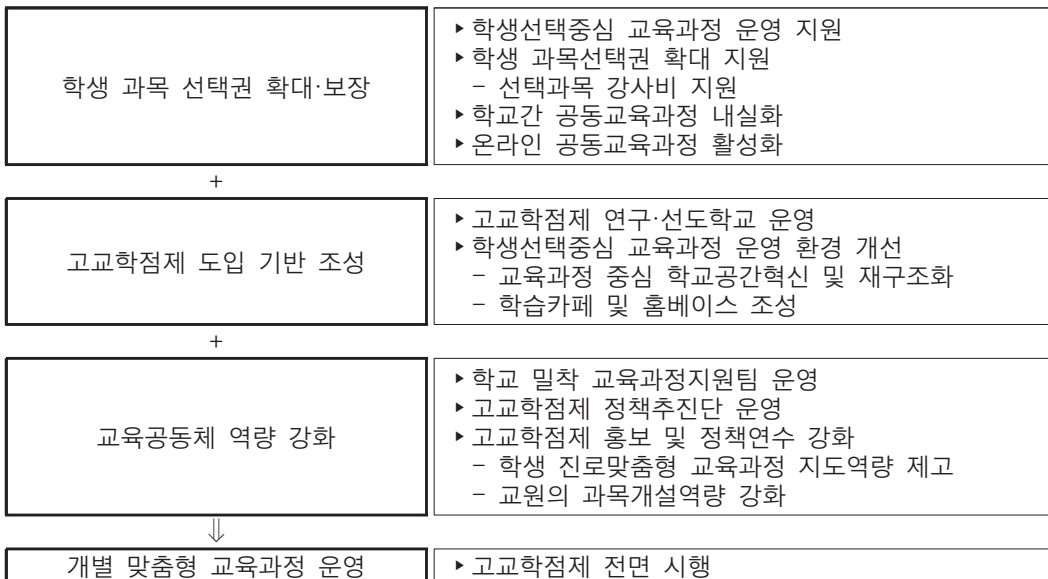 학생 과목 선택권 확대·보장
▸학생선택중심 교육과정 운영 지원
▸학생 과목선택권 확대 지원
- 선택과목 강사비 지원
▸학교간 공동교육과정 내실화
▸온라인 공동교육과정 활성화
+
고교학점제 도입 기반 조성
▸고교학점제 연구·선도학교 운영
▸학생선택중심 교육과정 운영 환경 개선
- 교육과정 중심 학교공간혁신 및 재구조화
- 학습카페 및 홈베이스 조성
+
교육공동체 역량 강화
▸학교 밀착 교육과정지원팀 운영
▸고교학점제 정책추진단 운영
▸고교학점제 홍보 및 정책연수 강화
- 학생 진로맞춤형 교육과정 지도역량 제고
- 교원의 과목개설역량 강화
⇓
개별 맞춤형 교육과정 운영
▸고교학점제 전면 시행